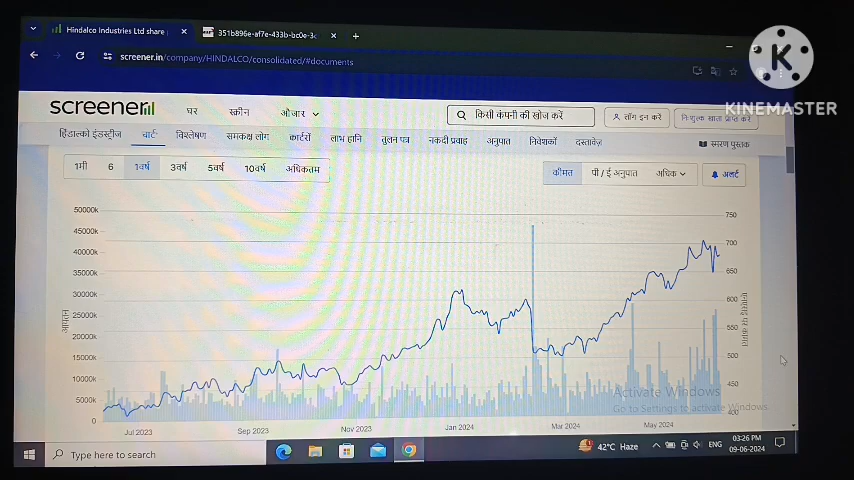 Hindalco Industries Ltd share
351b896e-af7e-433b-bc0e-3c
screener.in/company/HINDALCO/consolidated/#documents
KINEMASTER
screener
घर
स्क्रीन
औजार
किसी कंपनी की खोज करें
लॉग इन करें
निःशुल्क खाता प्राप्त करें
हिंडाल्को इंडस्ट्रीज
चार्ट
विश्लेषण
समकक्ष लोग
क्वार्टरों
लाभ हानि
तुलन पत्र
नकदी प्रवाह
अनुपात
निवेशकों
दस्तावेज़
स्मरण पुस्तक
1मी
6
1वर्ष
3वर्ष
5वर्ष
10वर्ष
अधिकतम
कीमत
पी / ई अनुपात
अधिक
अलर्ट
50000k
45000k
40000k
35000k
30000k
25000k
20000k
15000k
10000k
5000k
0
आयतन
750
700
650
600
550
500
450
400
Jul 2023
Sep 2023
Nov 2023
Jan 2024
Mar 2024
May 2024
Activate Windows
Go to Settings to activate Windows.
Type here to search
42°C Haze
ENG
03:26 PM
09-06-2024